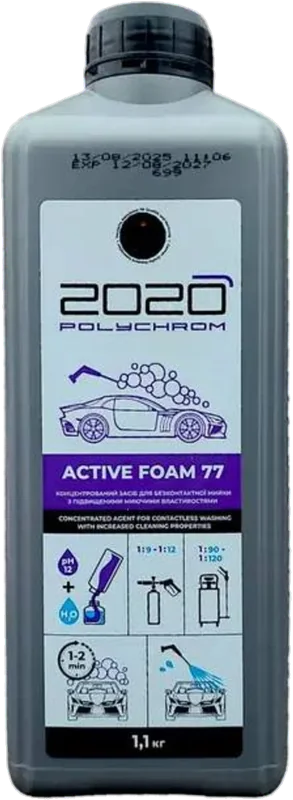 13/08/2025 11:06
EXP 12/08/2027
695
2020
POLYCHROM
ACTIVE FOAM 77
КОНЦЕНТРОВАНИЙ ЗАСІБ ДЛЯ БЕЗКОНТАКТНОЇ МИЙКИ
З ПІДВИЩЕНИМИ МИЮЧИМИ ВЛАСТИВОСТЯМИ
CONCENTRATED AGENT FOR CONTACTLESS WASHING
WITH INCREASED CLEANING PROPERTIES
pH
12
+
H₂O
1:9 - 1:12
1:90 -
1:120
1-2
min
1,1 кг